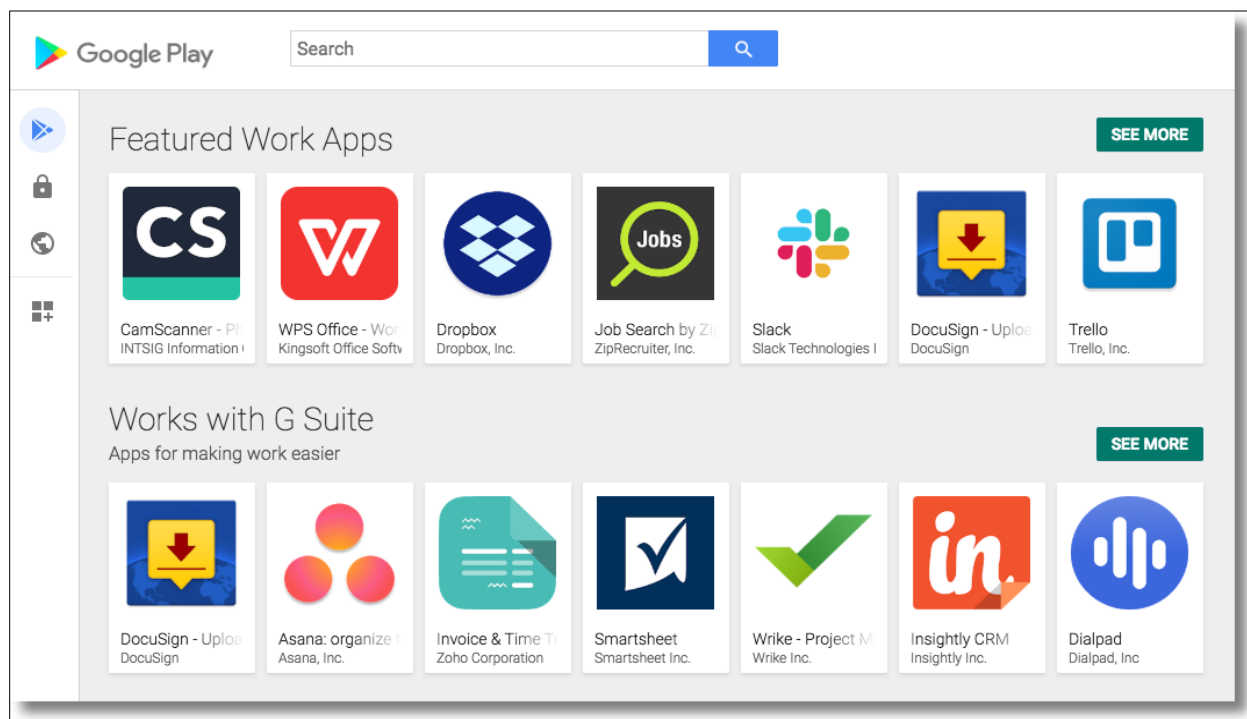 Google Play
Search
Featured Work Apps
SEE MORE
CS
Jobs
CamScanner - Ph
INTSIG Information
WPS Office - Wor
Kingsoft Office Softw
Dropbox
Dropbox, Inc.
Job Search by Zip
ZipRecruiter, Inc.
Slack
Slack Technologies I
DocuSign - Uploa
DocuSign
Trello
Trello, Inc.
Works with G Suite
SEE MORE
Apps for making work easier
in
DocuSign - Uploa
DocuSign
Asana: organize t
Asana, Inc.
Invoice & Time Tr
Zoho Corporation
Smartsheet
Smartsheet Inc.
Wrike - Project Ma
Wrike Inc.
Insightly CRM
Insightly Inc.
Dialpad
Dialpad, Inc